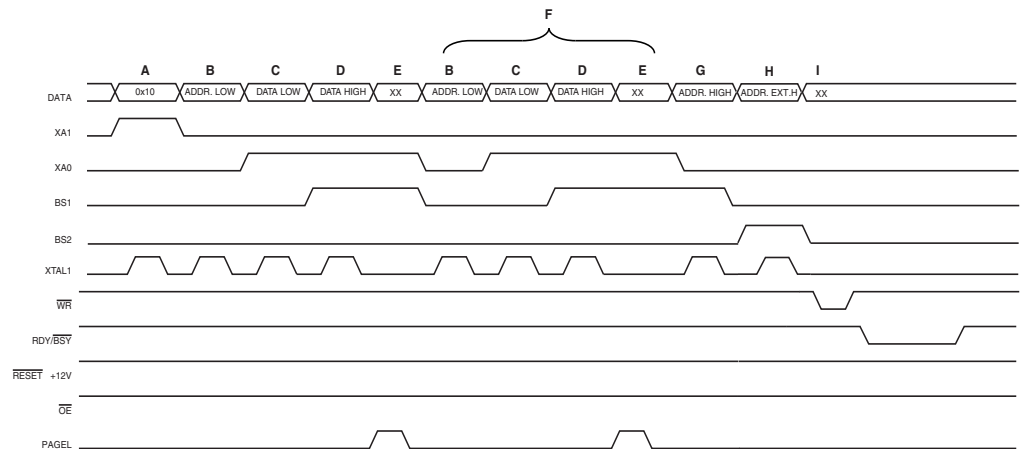 F
A B C D E B C D E G H I
DATA 0x10 ADDR. LOW DATA LOW DATA HIGH XX ADDR. LOW DATA LOW DATA HIGH XX ADDR. HIGH ADDR. EXT.H XX
XA1
XA0
BS1
BS2
XTAL1
WR
RDY/BSY
RESET +12V
OE
PAGEL